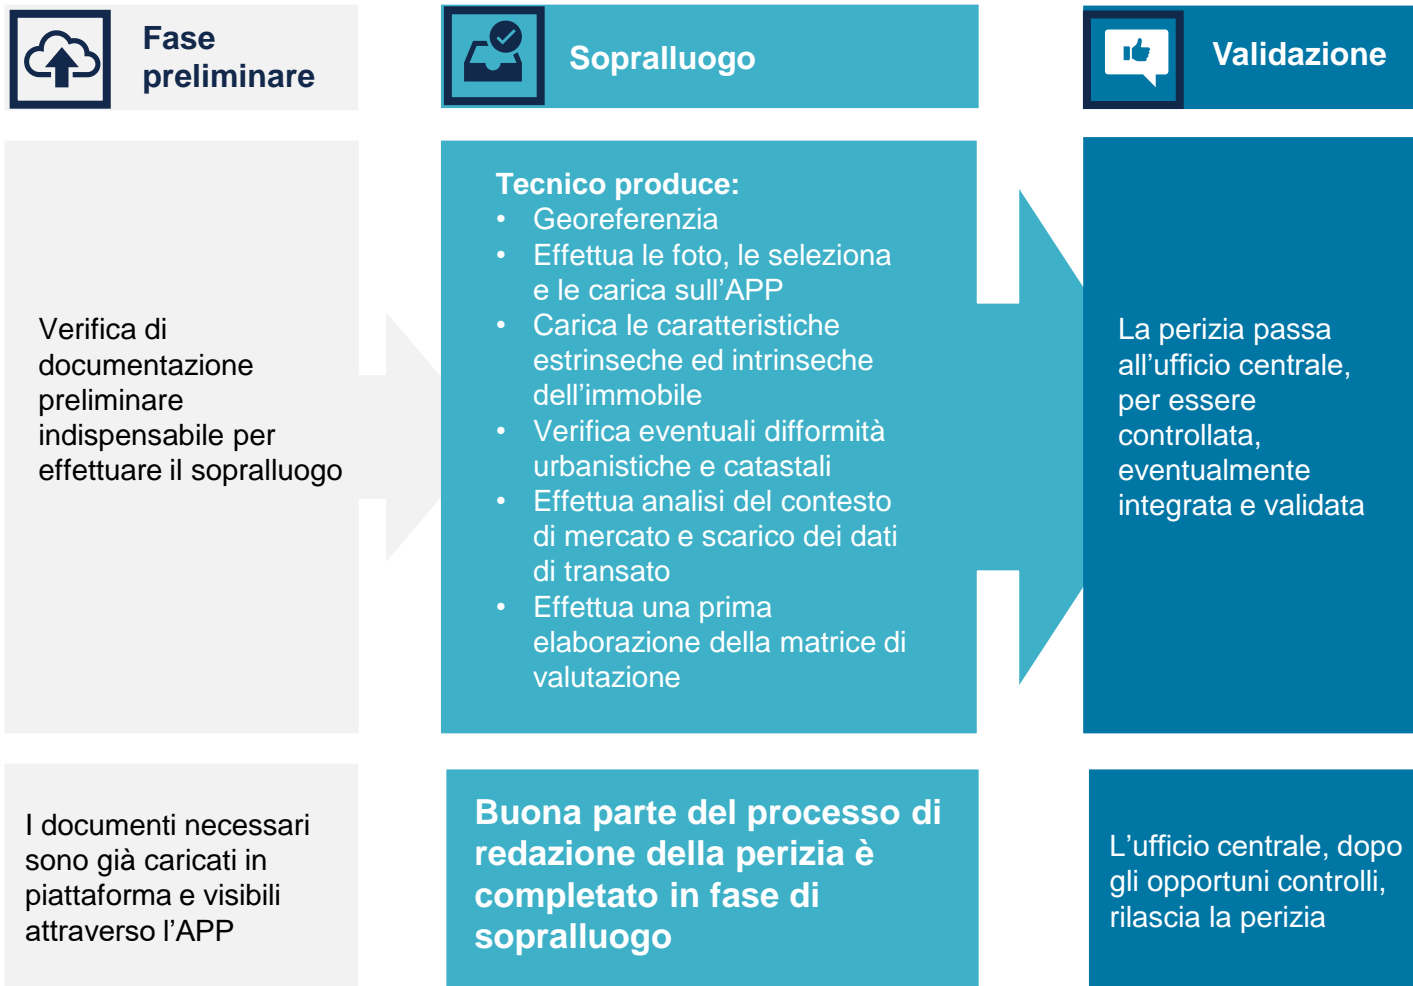 Fase
preliminare
Sopralluogo
Validazione
Verifica di
documentazione
preliminare
indispensabile per
effettuare il sopralluogo
Tecnico produce:
• Georeferenzia
• Effettua le foto, le seleziona
e le carica sull’APP
• Carica le caratteristiche
estrinseche ed intrinseche
dell’immobile
• Verifica eventuali difformità
urbanistiche e catastali
• Effettua analisi del contesto
di mercato e scarico dei dati
di transato
• Effettua una prima
elaborazione della matrice di
valutazione
La perizia passa
all’ufficio centrale,
per essere
controllata,
eventualmente
integrata e validata
I documenti necessari
sono già caricati in
piattaforma e visibili
attraverso l’APP
Buona parte del processo di
redazione della perizia è
completato in fase di
sopralluogo
L’ufficio centrale, dopo
gli opportuni controlli,
rilascia la perizia